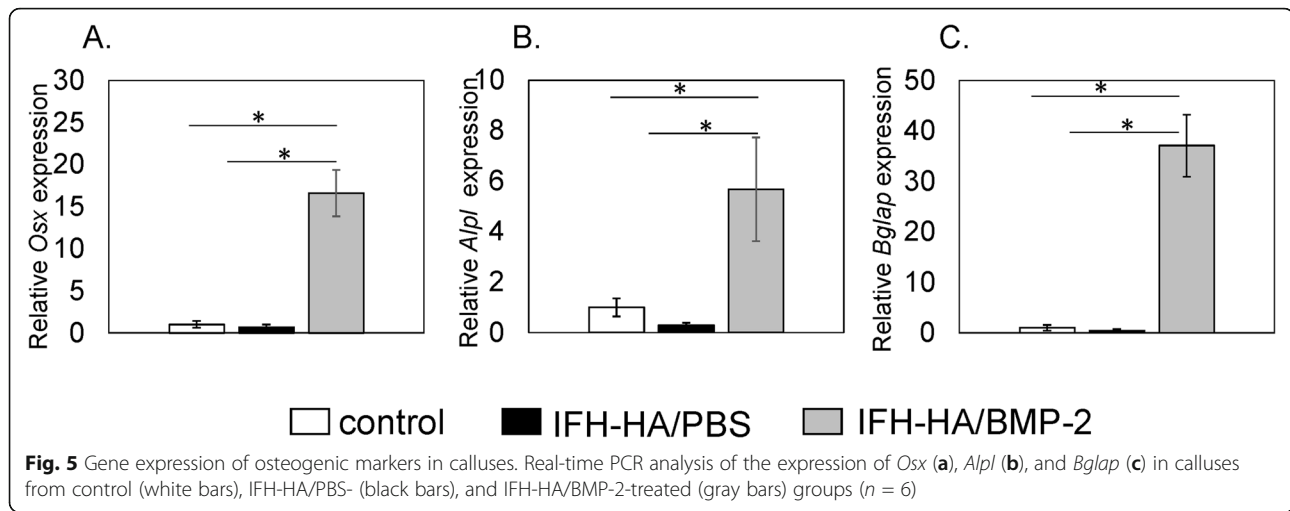 A.
Relative Osx expression
30
25
20
15
10
5
0
*
*
B.
Relative Alpl expression
10
8
6
4
2
0
*
*
C.
Relative Bglap expression
50
40
30
20
10
0
*
*
control IFH-HA/PBS IFH-HA/BMP-2
Fig. 5 Gene expression of osteogenic markers in calluses. Real-time PCR analysis of the expression of Osx (a), Alpl (b), and Bglap (c) in calluses
from control (white bars), IFH-HA/PBS- (black bars), and IFH-HA/BMP-2-treated (gray bars) groups (n = 6)